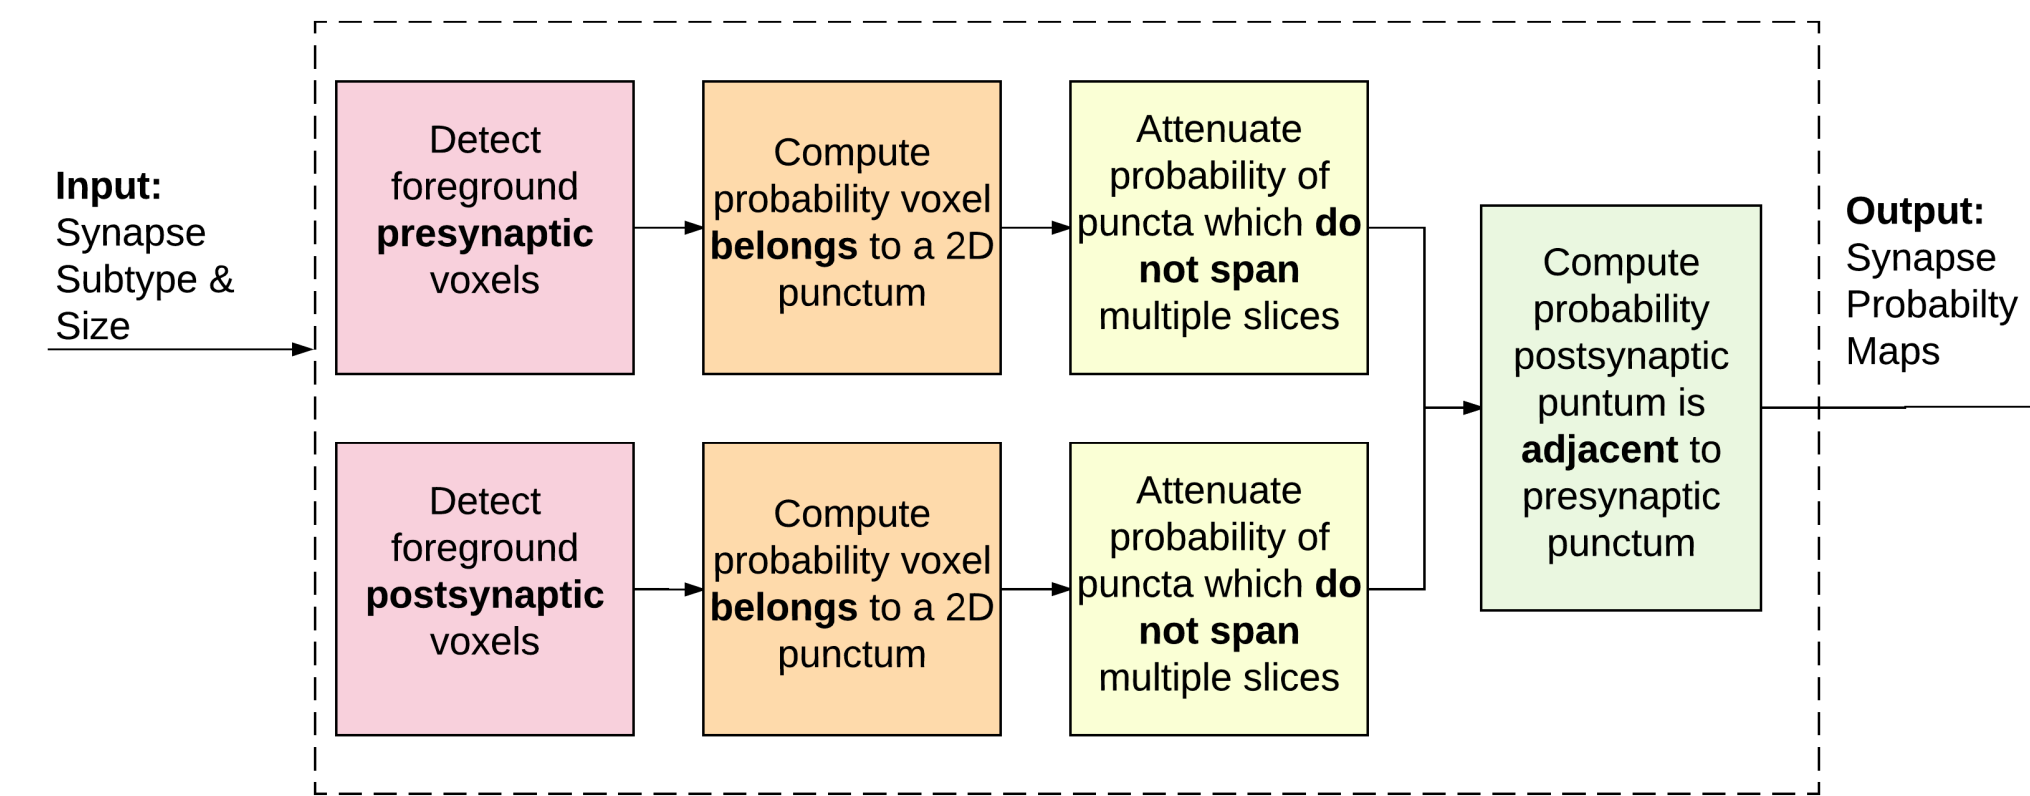 Input:
Synapse
Subtype &
Size
Detect
foreground
presynaptic
voxels
Compute
probability voxel
belongs to a 2D
punctum
Attenuate
probability of
puncta which do
not span
multiple slices
Detect
foreground
postsynaptic
voxels
Compute
probability voxel
belongs to a 2D
punctum
Attenuate
probability of
puncta which do
not span
multiple slices
Compute
probability
postsynaptic
puntum is
adjacent to
presynaptic
punctum
Output:
Synapse
Probabilty
Maps